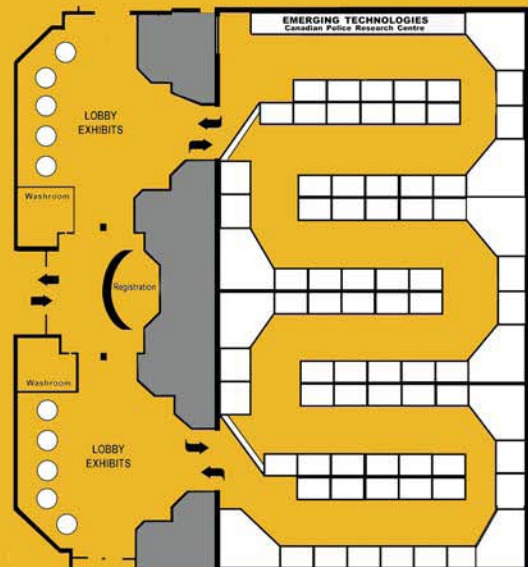 EMERGING TECHNOLOGIES
Canadian Police Research Centre
LOBBY
EXHIBITS
Washroom
Registration
Washroom
LOBBY
EXHIBITS